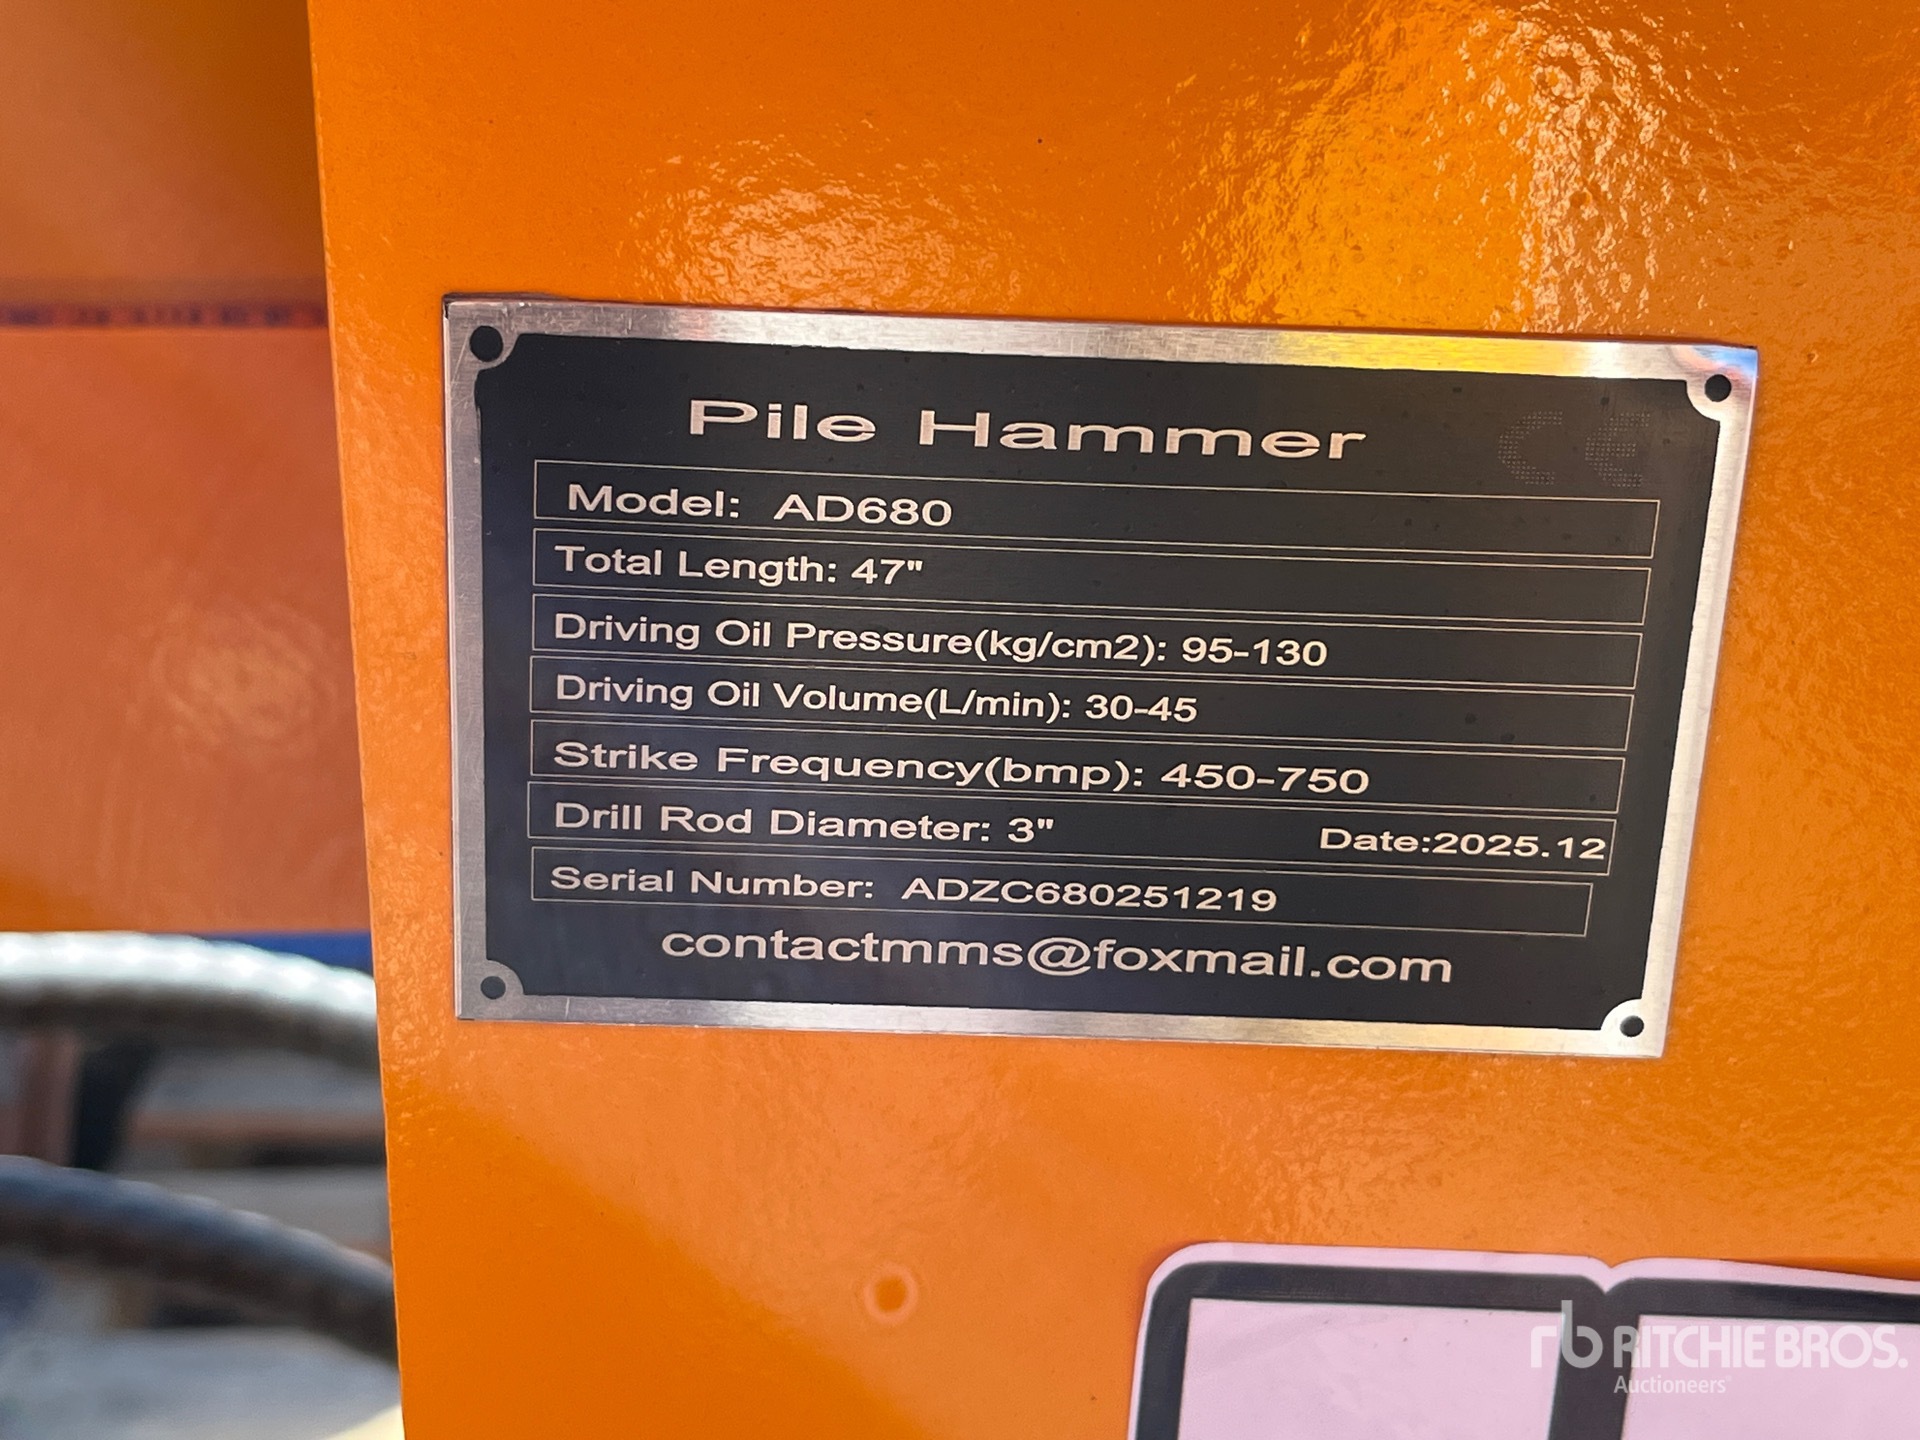 Pile Hammer CE
Model: AD680
Total Length: 47"
Driving Oil Pressure(kg/cm2): 95-130
Driving Oil Volume(L/min): 30-45
Strike Frequency(bmp): 450-750
Drill Rod Diameter: 3" Date:2025.12
Serial Number: ADZC680251219
contactmms@foxmail.com
rb RITCHIE BROS.
Auctioneers